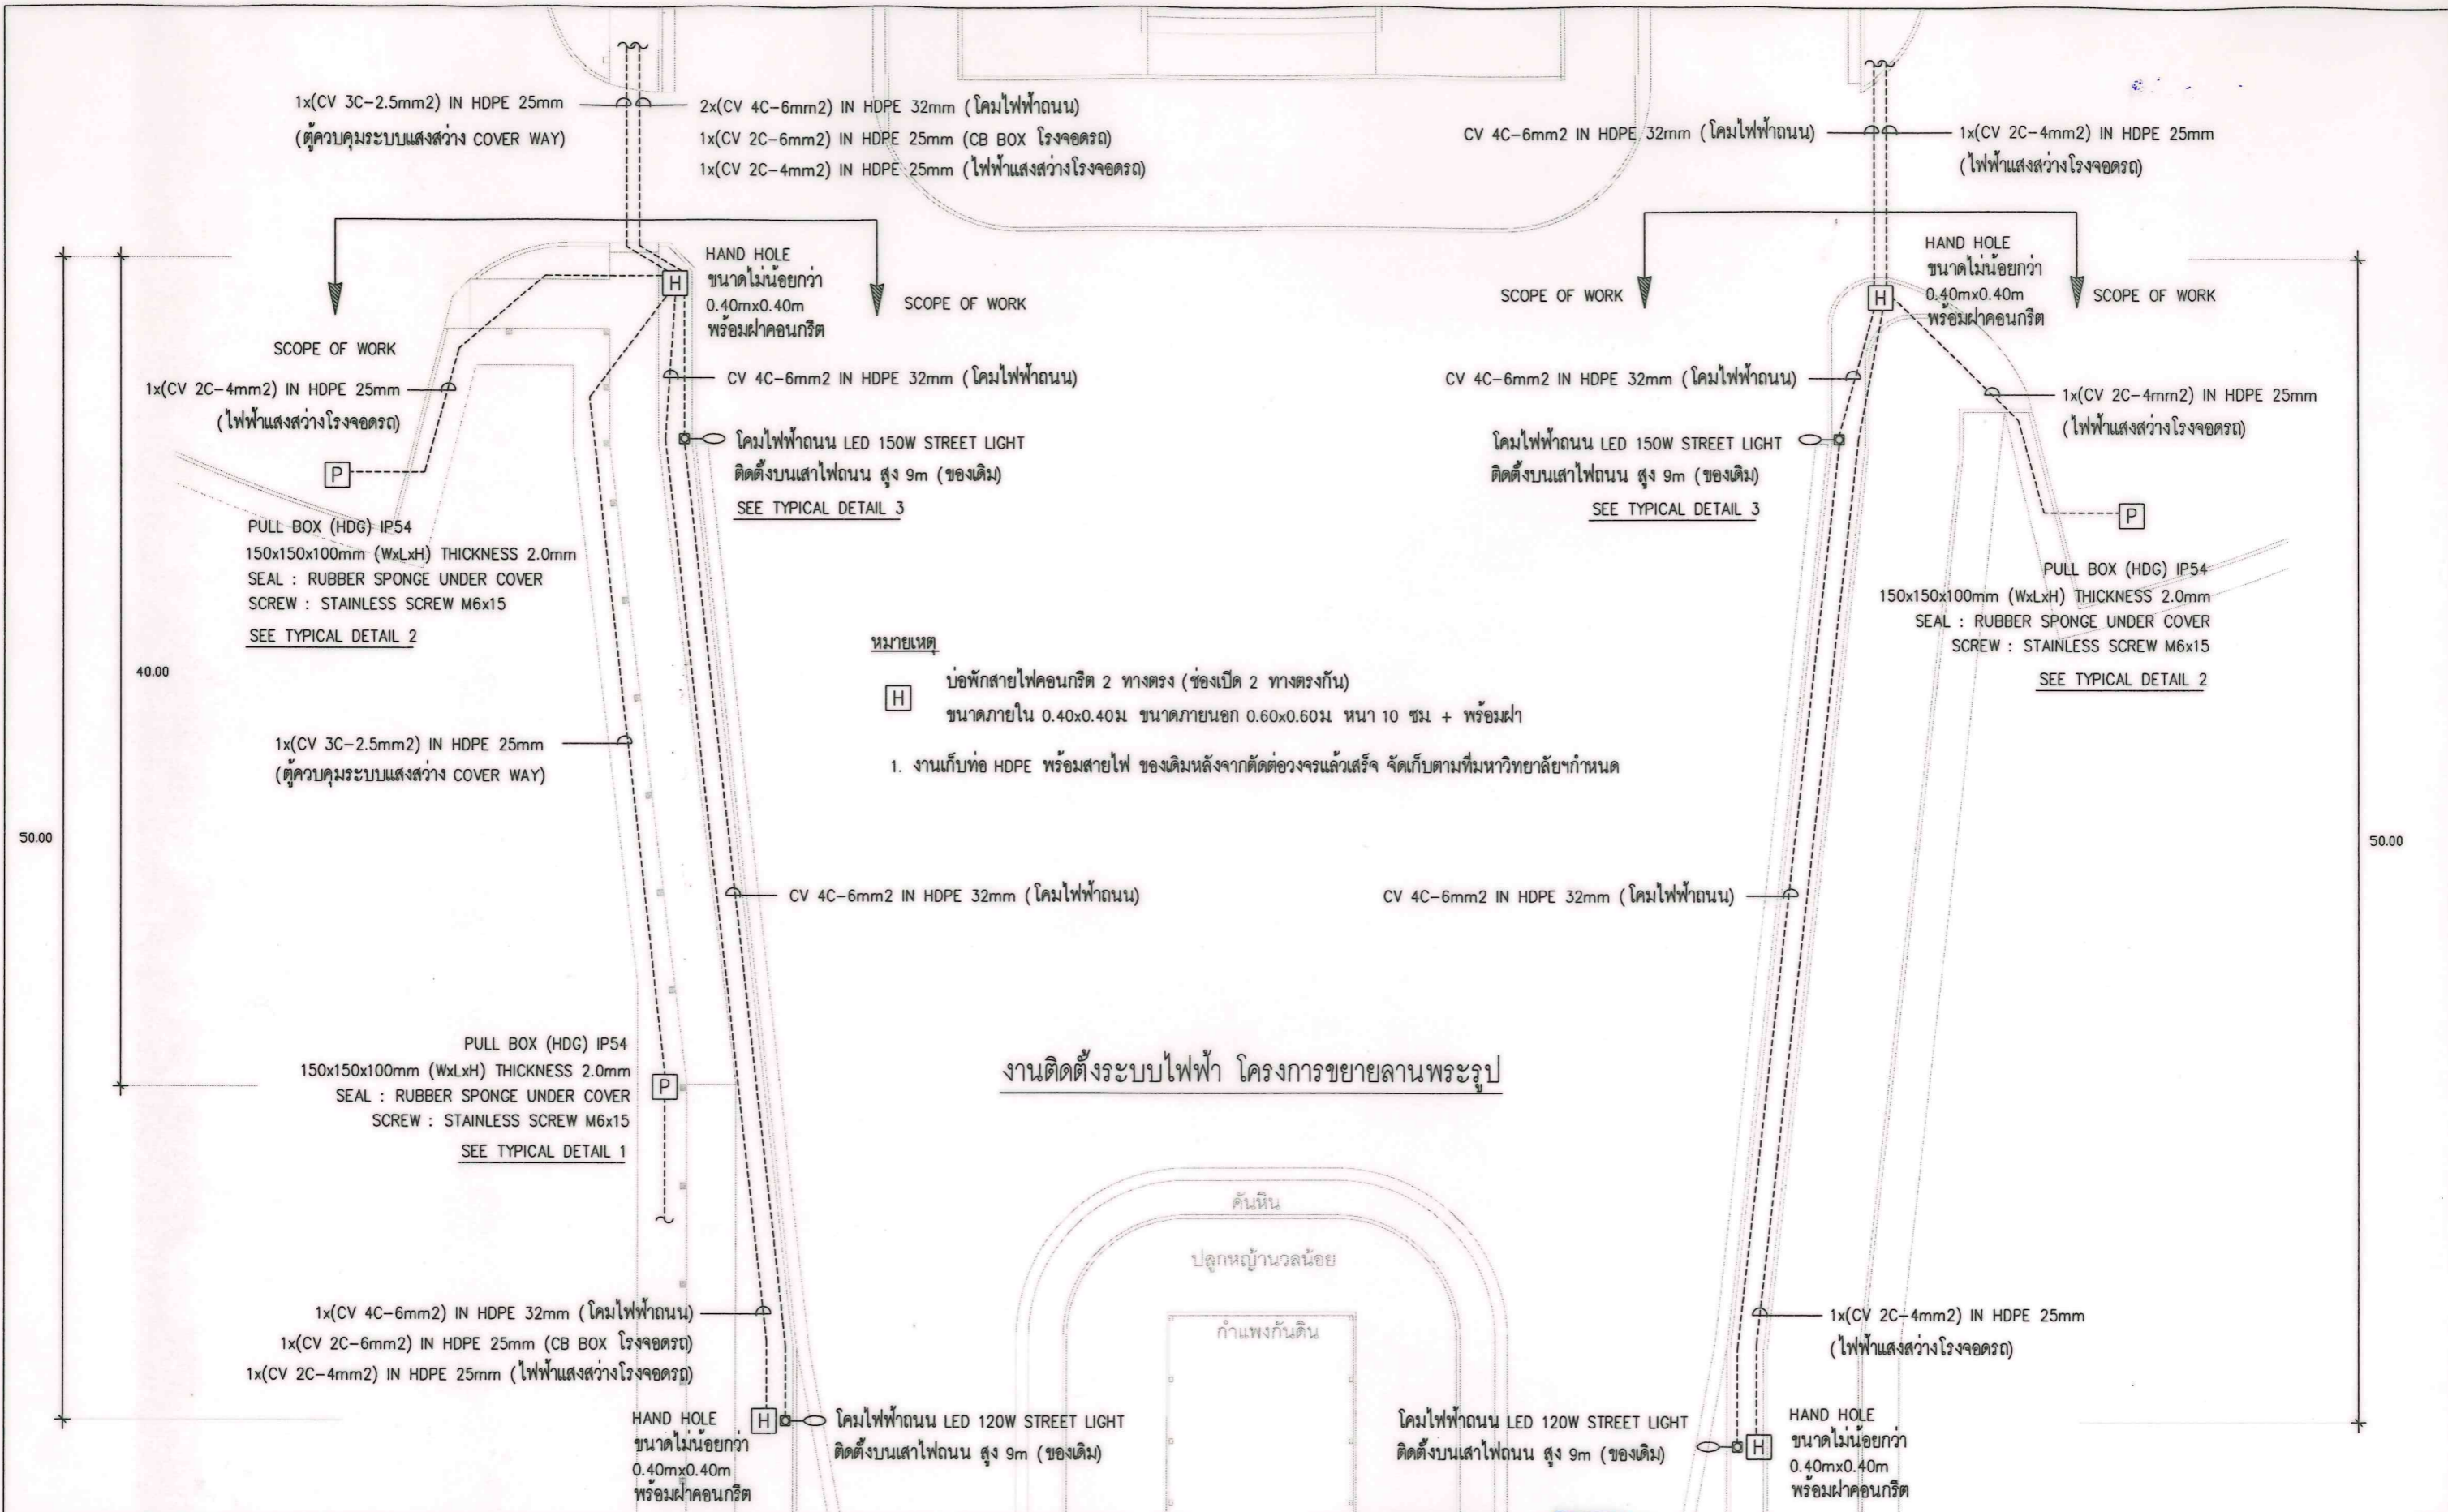 1x(CV 3C-2.5mm2) IN HDPE 25mm
(ตู้ควบคุมระบบแสงสว่าง COVER WAY)
2x(CV 4C-6mm2) IN HDPE 32mm (โคมไฟฟ้าถนน)
1x(CV 2C-6mm2) IN HDPE 25mm (CB BOX โรงจอดรถ)
1x(CV 2C-4mm2) IN HDPE 25mm (ไฟฟ้าแสงสว่างโรงจอดรถ)
CV 4C-6mm2 IN HDPE 32mm (โคมไฟฟ้าถนน)
1x(CV 2C-4mm2) IN HDPE 25mm
(ไฟฟ้าแสงสว่างโรงจอดรถ)
HAND HOLE
ขนาดไม่น้อยกว่า
0.40mx0.40m
พร้อมฝาคอนกรีต
H
SCOPE OF WORK
SCOPE OF WORK
SCOPE OF WORK
HAND HOLE
ขนาดไม่น้อยกว่า
0.40mx0.40m
พร้อมฝาคอนกรีต
H
SCOPE OF WORK
1x(CV 2C-4mm2) IN HDPE 25mm
(ไฟฟ้าแสงสว่างโรงจอดรถ)
P
CV 4C-6mm2 IN HDPE 32mm (โคมไฟฟ้าถนน)
โคมไฟฟ้าถนน LED 150W STREET LIGHT
ติดตั้งบนเสาไฟถนน สูง 9m (ของเดิม)
SEE TYPICAL DETAIL 3
CV 4C-6mm2 IN HDPE 32mm (โคมไฟฟ้าถนน)
โคมไฟฟ้าถนน LED 150W STREET LIGHT
ติดตั้งบนเสาไฟถนน สูง 9m (ของเดิม)
SEE TYPICAL DETAIL 3
1x(CV 2C-4mm2) IN HDPE 25mm
(ไฟฟ้าแสงสว่างโรงจอดรถ)
P
PULL BOX (HDG) IP54
150x150x100mm (WxLxH) THICKNESS 2.0mm
SEAL : RUBBER SPONGE UNDER COVER
SCREW : STAINLESS SCREW M6x15
SEE TYPICAL DETAIL 2
PULL BOX (HDG) IP54
150x150x100mm (WxLxH) THICKNESS 2.0mm
SEAL : RUBBER SPONGE UNDER COVER
SCREW : STAINLESS SCREW M6x15
SEE TYPICAL DETAIL 2
40.00
50.00
50.00
หมายเหตุ
H
บ่อพักสายไฟคอนกรีต 2 ทางตรง (ช่องเปิด 2 ทางตรงกัน)
ขนาดภายใน 0.40x0.40ม ขนาดภายนอก 0.60x0.60ม หนา 10 ซม + พร้อมฝา
1. งานเก็บท่อ HDPE พร้อมสายไฟ ของเดิมหลังจากตัดต่อวงจรแล้วเสร็จ จัดเก็บตามที่มหาวิทยาลัยฯกำหนด
1x(CV 3C-2.5mm2) IN HDPE 25mm
(ตู้ควบคุมระบบแสงสว่าง COVER WAY)
CV 4C-6mm2 IN HDPE 32mm (โคมไฟฟ้าถนน)
CV 4C-6mm2 IN HDPE 32mm (โคมไฟฟ้าถนน)
PULL BOX (HDG) IP54
150x150x100mm (WxLxH) THICKNESS 2.0mm
SEAL : RUBBER SPONGE UNDER COVER
SCREW : STAINLESS SCREW M6x15
SEE TYPICAL DETAIL 1
P
งานติดตั้งระบบไฟฟ้า โครงการขยายลานพระรูป
คันหิน
ปลูกหญ้านวลน้อย
กำแพงกันดิน
1x(CV 4C-6mm2) IN HDPE 32mm (โคมไฟฟ้าถนน)
1x(CV 2C-6mm2) IN HDPE 25mm (CB BOX โรงจอดรถ)
1x(CV 2C-4mm2) IN HDPE 25mm (ไฟฟ้าแสงสว่างโรงจอดรถ)
1x(CV 2C-4mm2) IN HDPE 25mm
(ไฟฟ้าแสงสว่างโรงจอดรถ)
HAND HOLE
ขนาดไม่น้อยกว่า
0.40mx0.40m
พร้อมฝาคอนกรีต
H
โคมไฟฟ้าถนน LED 120W STREET LIGHT
ติดตั้งบนเสาไฟถนน สูง 9m (ของเดิม)
โคมไฟฟ้าถนน LED 120W STREET LIGHT
ติดตั้งบนเสาไฟถนน สูง 9m (ของเดิม)
H
HAND HOLE
ขนาดไม่น้อยกว่า
0.40mx0.40m
พร้อมฝาคอนกรีต